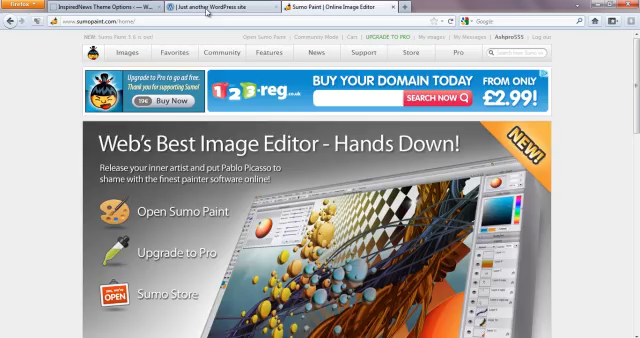 Firefox
InspiredNews Theme Options ‹ — W...
| Just another WordPress site
Sumo Paint | Online Image Editor
www.sumopaint.com/home/
Google
NEW: Sumo Paint 3.6 is out!
Open Sumo Paint | Community Mode | Cart | UPGRADE TO PRO | My Images | My Messages | Ashpro555 | Log out
Images
Favorites
Community
Features
News
Support
Store
Pro
Upgrade to Pro to go ad free.
Thank you for supporting Sumo!
19€ Buy Now
123-reg.co.uk
BUY YOUR DOMAIN TODAY
SEARCH NOW
FROM ONLY
£2.99!
Web's Best Image Editor - Hands Down!
NEW!
Release your inner artist and put Pablo Picasso to
shame with the finest painter software online!
Open Sumo Paint
Upgrade to Pro
OPEN
Sumo Store